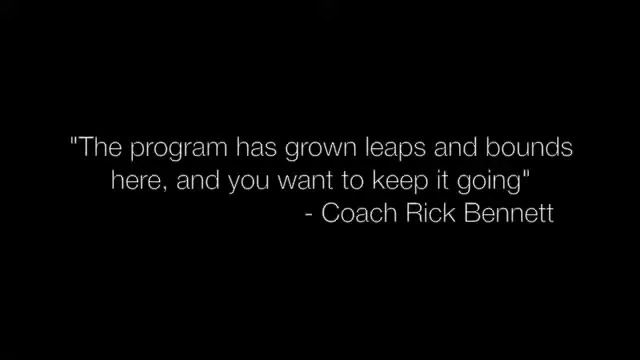 "The program has grown leaps and bounds
here, and you want to keep it going"
- Coach Rick Bennett